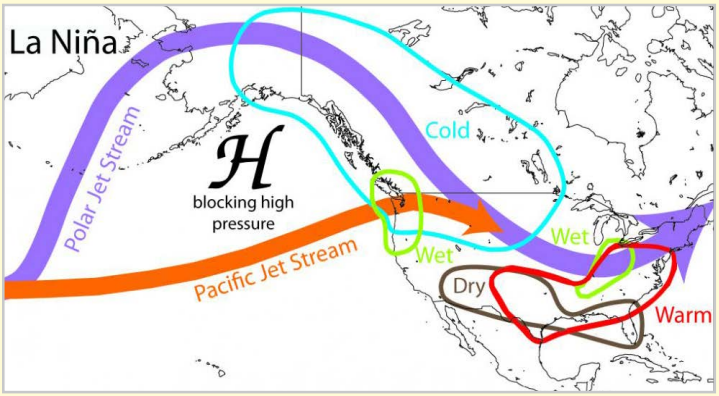 La Niña
Polar Jet Stream
Cold
H
blocking high
pressure
Pacific Jet Stream
Wet
Wet
Dry
Warm